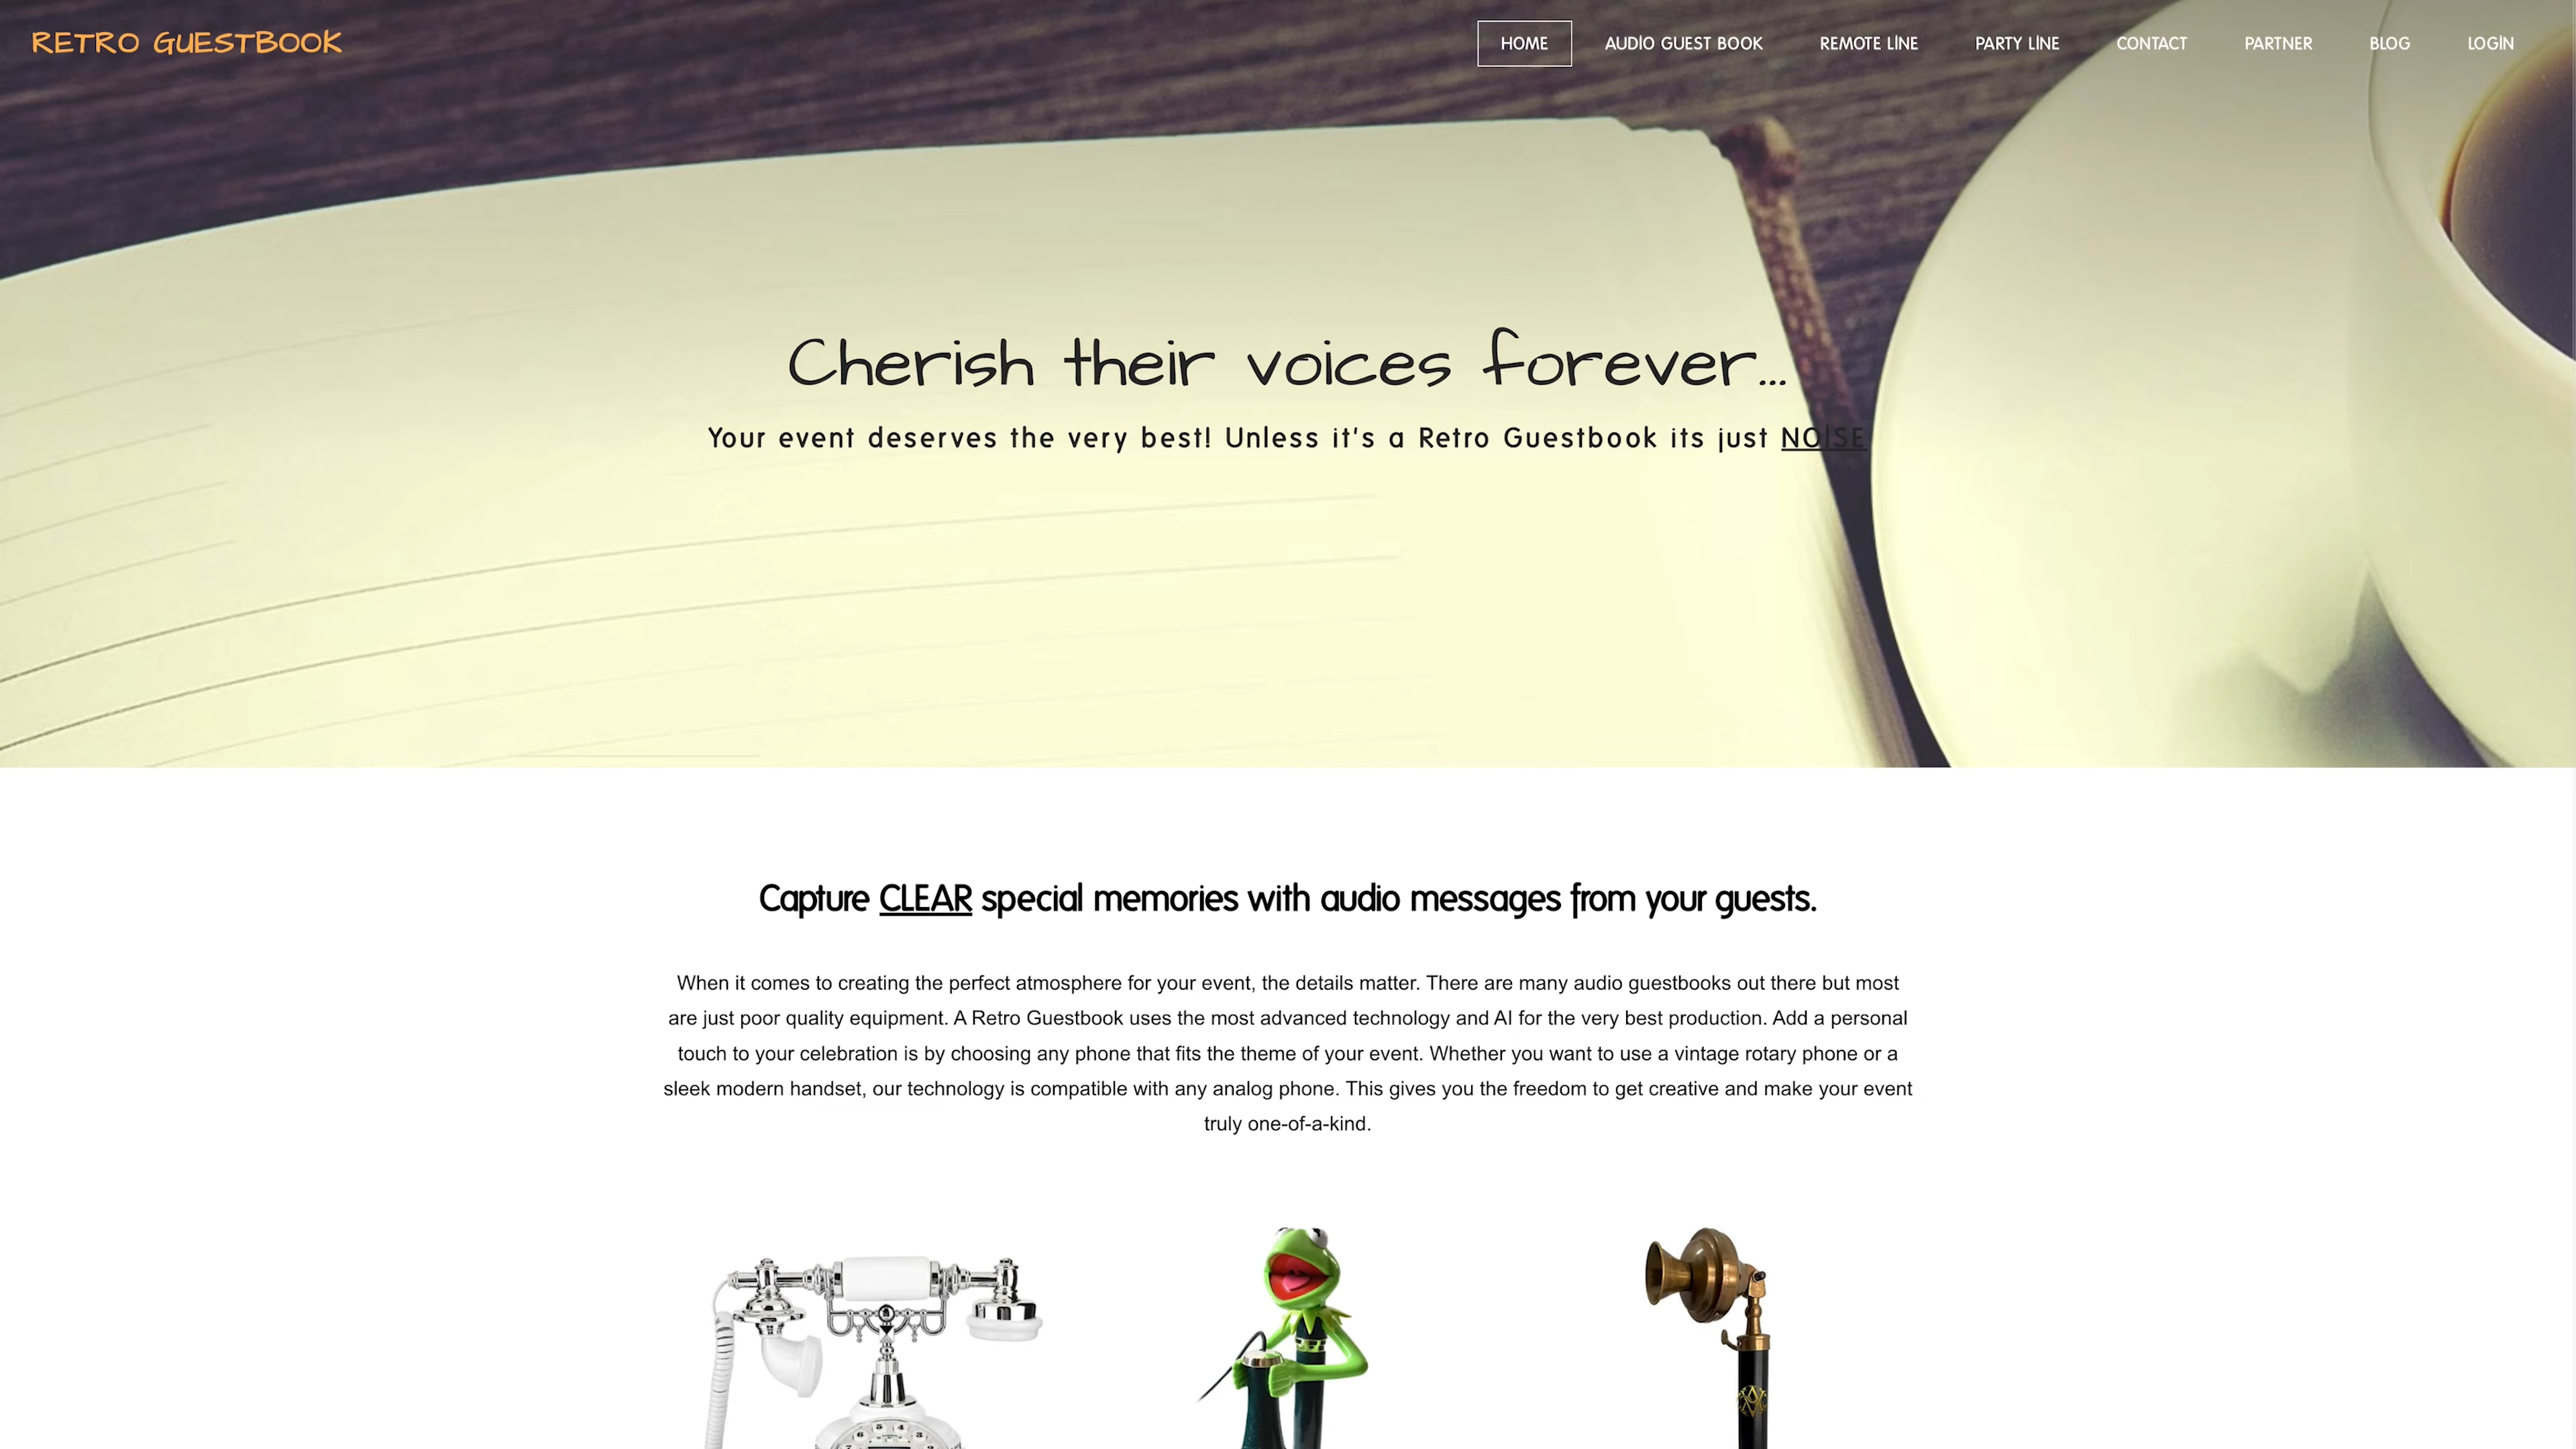 RETRO GUESTBOOK
HOME
AUDIO GUEST BOOK
REMOTE LINE
PARTY LINE
CONTACT
PARTNER
BLOG
LOGIN
Cherish their voices forever...
Your event deserves the very best! Unless it's a Retro Guestbook its just NOISE
Capture CLEAR special memories with audio messages from your guests.
When it comes to creating the perfect atmosphere for your event, the details matter. There are many audio guestbooks out there but most
are just poor quality equipment. A Retro Guestbook uses the most advanced technology and AI for the very best production. Add a personal
touch to your celebration is by choosing any phone that fits the theme of your event. Whether you want to use a vintage rotary phone or a
sleek modern handset, our technology is compatible with any analog phone. This gives you the freedom to get creative and make your event
truly one-of-a-kind.